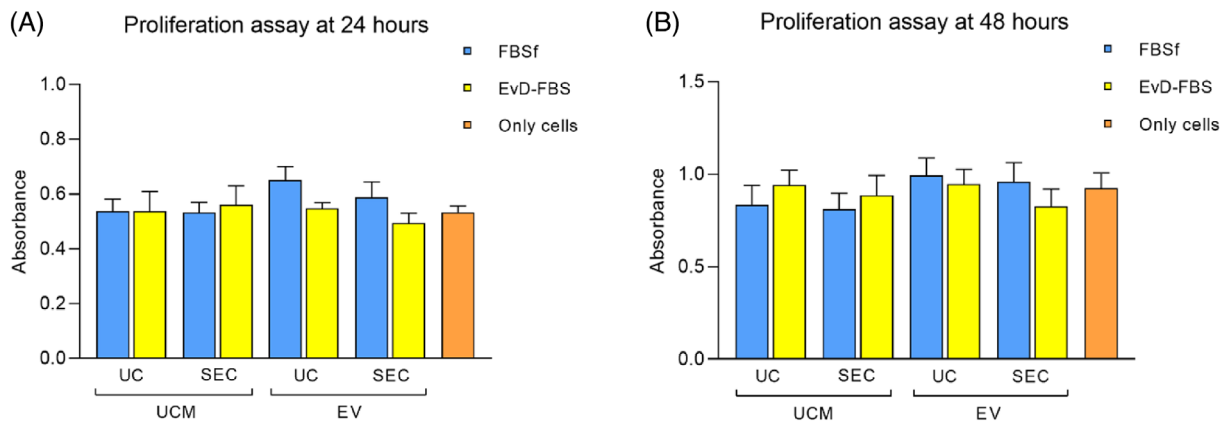 (A)
Proliferation assay at 24 hours
FBSf
EvD-FBS
Only cells
Absorbance
1.0
0.8
0.6
0.4
0.2
0.0
UC SEC UC SEC
UCM EV
(B)
Proliferation assay at 48 hours
FBSf
EvD-FBS
Only cells
Absorbance
1.5
1.0
0.5
0.0
UC SEC UC SEC
UCM EV